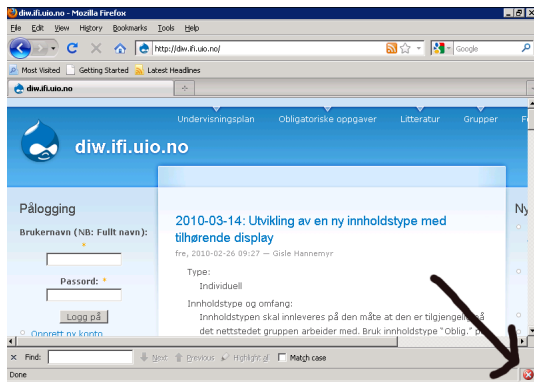 diw.ifi.uio.no - Mozilla Firefox
File Edit View History Bookmarks Tools Help
http://diw.ifi.uio.no/
Google
Most Visited Getting Started Latest Headlines
diw.ifi.uio.no
Undervisningsplan Obligatoriske oppgaver Litteratur Grupper
diw.ifi.uio.no
Pålogging
Brukernavn (NB: Fullt navn):
*
Passord: *
Logg på
Opprett ny konto
2010-03-14: Utvikling av en ny innholdstype med
tilhørende display
fre, 2010-02-26 09:27 — Gisle Hannemyr
Type:
Individuell
Innholdstype og omfang:
Innholdstypen skal innleveres på den måte at den er tilgjengelig på
det nettstedet gruppen arbeider med. Bruk innholdstype "Oblig."
Ny
Find: Next Previous Highlight all Match case
Done